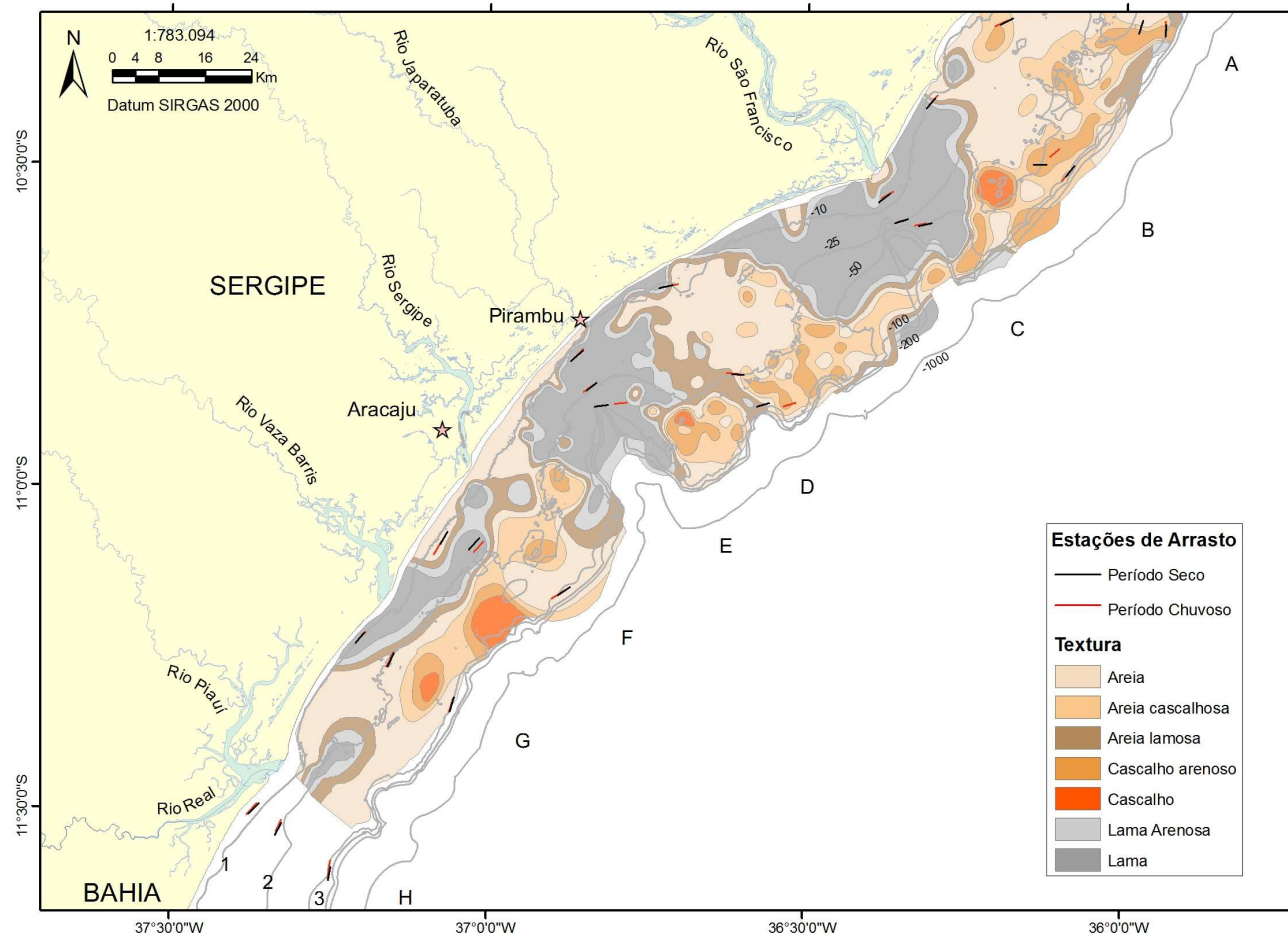 N
1:783.094
0 4 8 16 24
Km
Datum SIRGAS 2000
Rio Japaratuba
Rio São Francisco
A
10°30'0"S
-10
B
-25
SERGIPE
-50
Rio Sergipe
Pirambu
-100
C
-200
-1000
Aracaju
Rio Vaza Barris
11°0'0"S
D
E
Estações de Arrasto
Período Seco
Período Chuvoso
F
Textura
Rio Piauí
Areia
Areia cascalhosa
G
Areia lamosa
Cascalho arenoso
Rio Real
Cascalho
11°30'0"S
Lama Arenosa
1
Lama
2
BAHIA
3
H
37°30'0"W 37°0'0"W 36°30'0"W 36°0'0"W